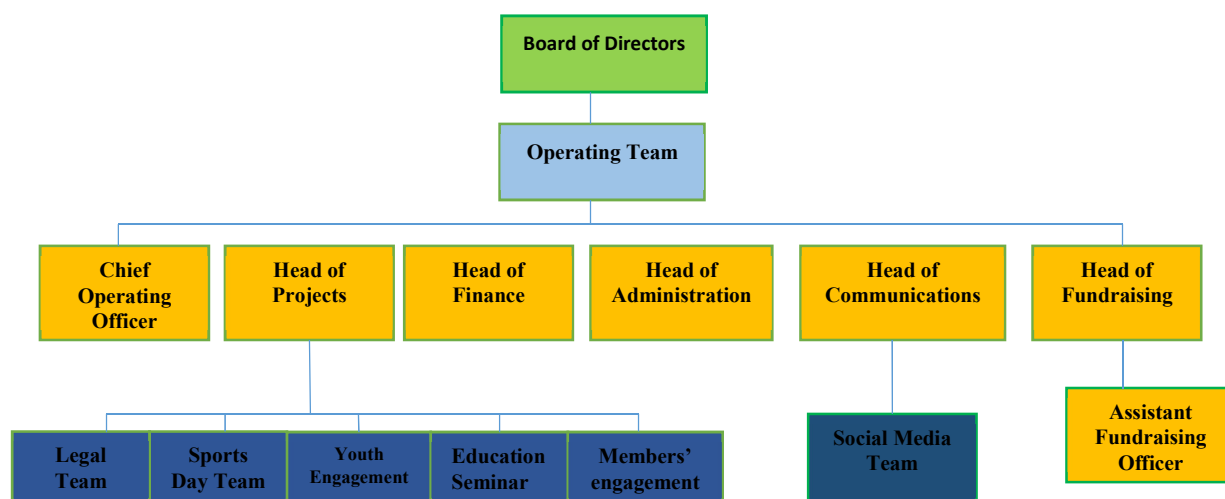 Board of Directors
Operating Team
Chief
Operating
Officer
Head of
Projects
Head of
Finance
Head of
Administration
Head of
Communications
Head of
Fundraising
Legal
Team
Sports
Day Team
Youth
Engagement
Education
Seminar
Members’
engagement
Social Media
Team
Assistant
Fundraising
Officer